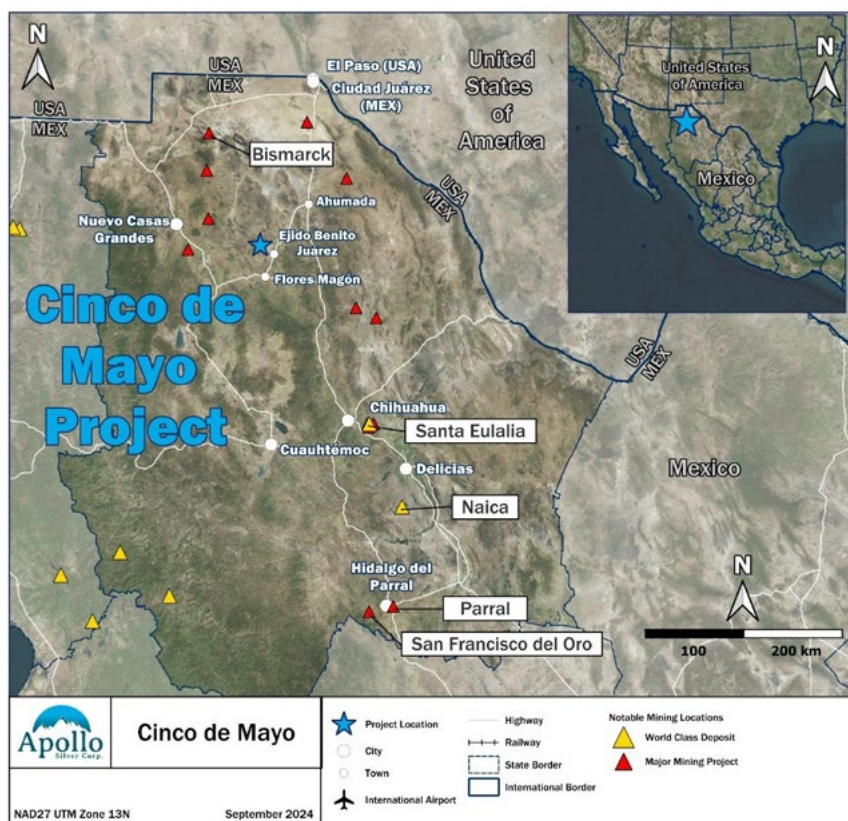 N
USA
MEX
USA
MEX
El Paso (USA)
Ciudad Juárez
(MEX)
United
States
of
America
N
United States
of America
Mexico
Bismarck
Ahumada
Nuevo Casas
Grandes
Ejido Benito
Juárez
Flores Magón
USA
MEX
Cinco de
Mayo
Project
USA
MEX
Chihuahua
Santa Eulalia
Cuauhtémoc
Delicias
Mexico
Naica
Hidalgo del
Parral
Parral
San Francisco del Oro
N
100
200 km
Apollo
Silver Corp.
Cinco de Mayo
NAD27 UTM Zone 13N
September 2024
Project Location
City
Town
International Airport
Highway
Railway
State Border
International Border
Notable Mining Locations
World Class Deposit
Major Mining Project